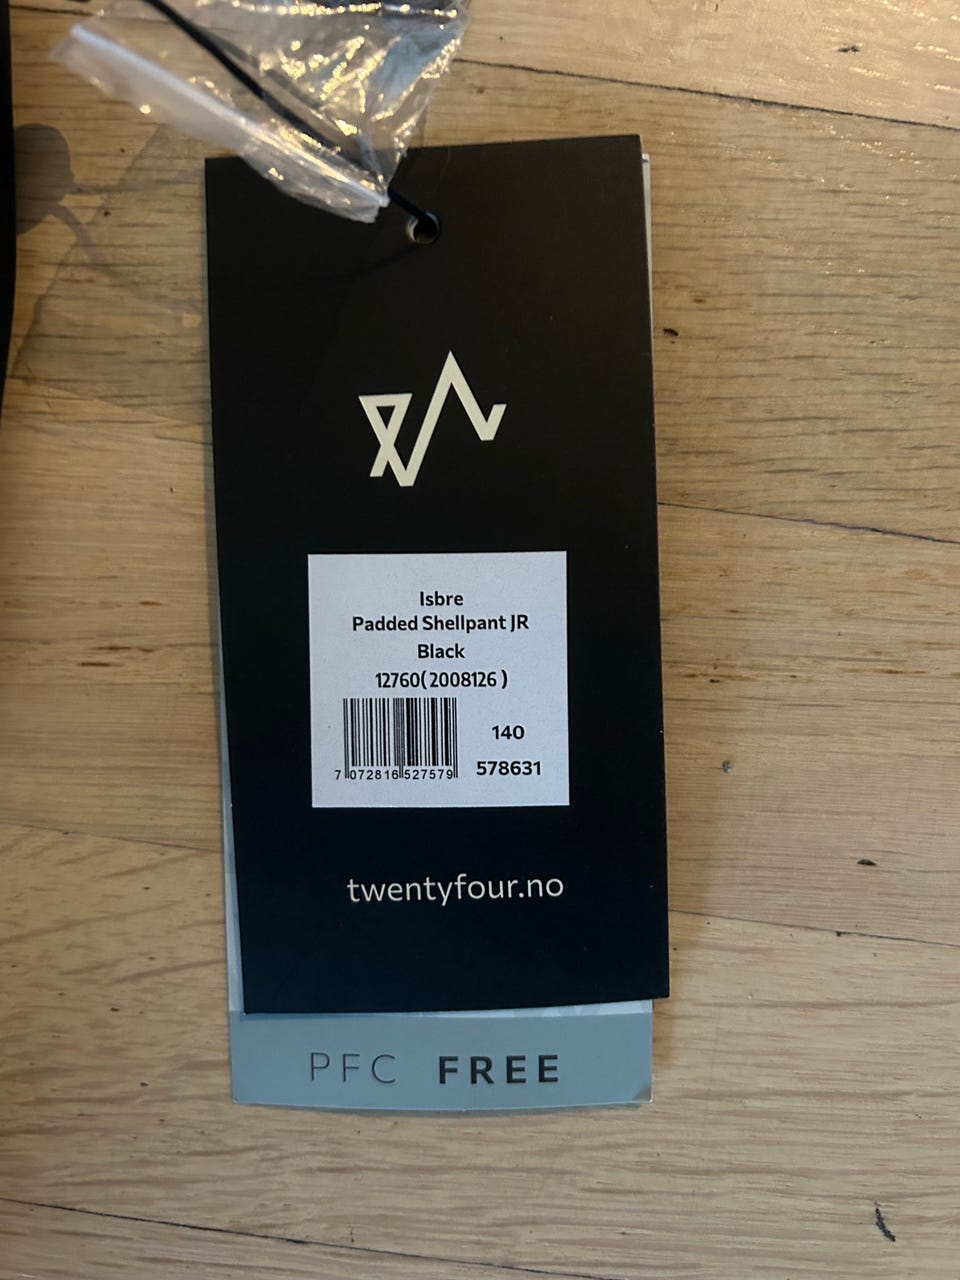 Isbre
Padded Shellpant JR
Black
12760(2008126 )
140
7 072816 527579
578631
twentyfour.no
PFC FREE